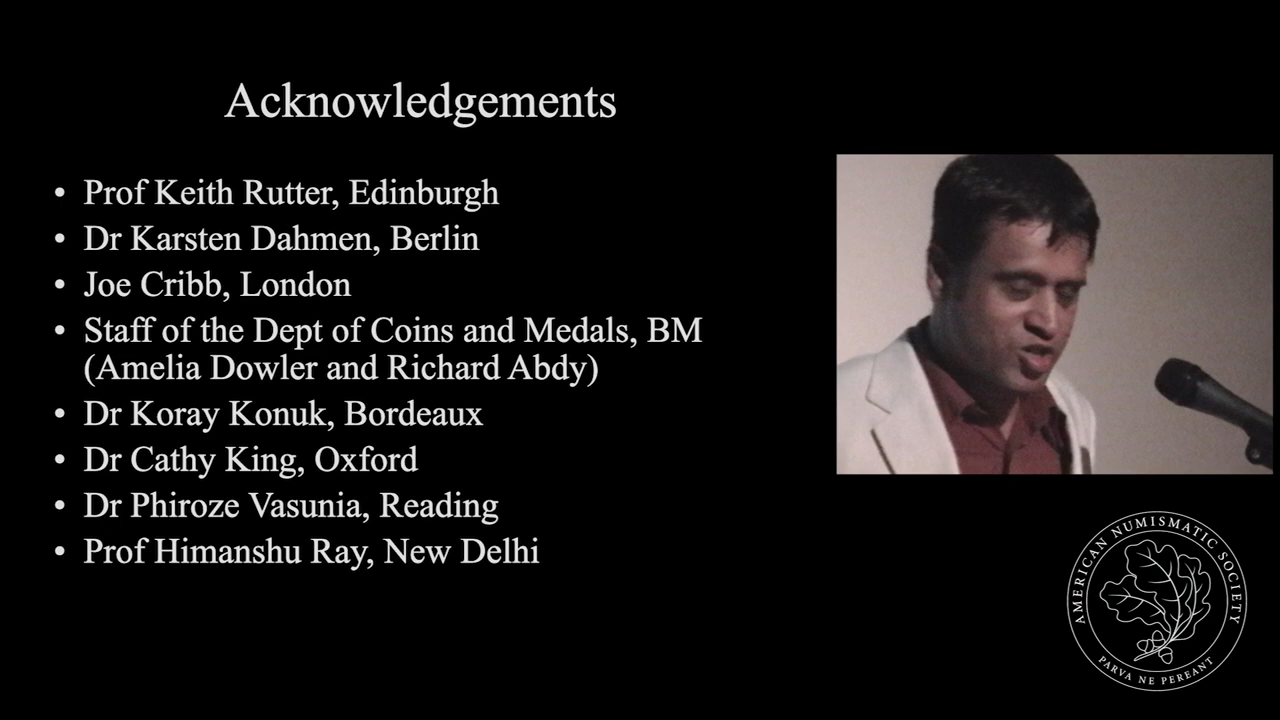 Acknowledgements
• Prof Keith Rutter, Edinburgh
• Dr Karsten Dahmen, Berlin
• Joe Cribb, London
• Staff of the Dept of Coins and Medals, BM
(Amelia Dowler and Richard Abdy)
• Dr Koray Konuk, Bordeaux
• Dr Cathy King, Oxford
• Dr Phiroze Vasunia, Reading
• Prof Himanshu Ray, New Delhi
AMERICAN NUMISMATIC SOCIETY
PARVA NE PEREANT